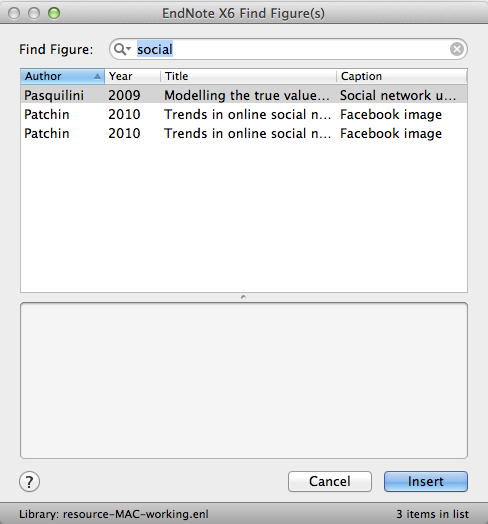 EndNote X6 Find Figure(s)
Find Figure: social
Author Year Title Caption
Pasquilini 2009 Modelling the true value... Social network u...
Patchin 2010 Trends in online social n... Facebook image
Patchin 2010 Trends in online social n... Facebook image
? Cancel Insert
Library: resource-MAC-working.enl 3 items in list